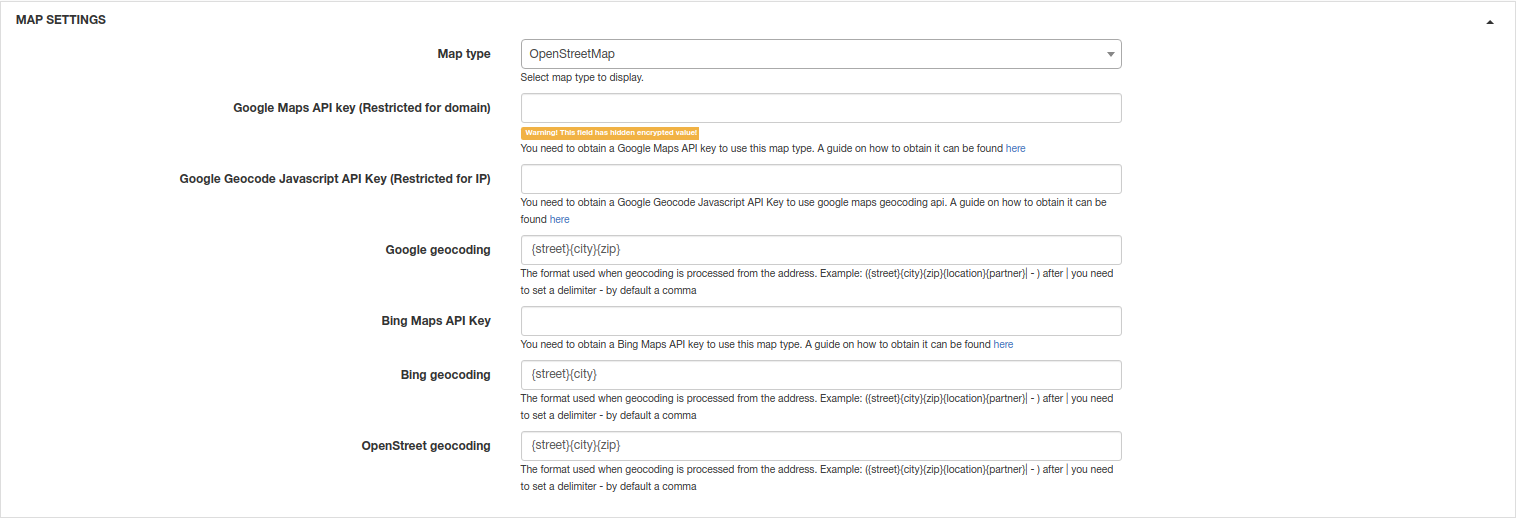 MAP SETTINGS
Map type
OpenStreetMap
Select map type to display.
Google Maps API key (Restricted for domain)
Warning! This field has hidden encrypted value!
You need to obtain a Google Maps API key to use this map type. A guide on how to obtain it can be found here
Google Geocode Javascript API Key (Restricted for IP)
You need to obtain a Google Geocode Javascript API Key to use google maps geocoding api. A guide on how to obtain it can be
found here
Google geocoding
{street}{city}{zip}
The format used when geocoding is processed from the address. Example: ({street}{city}{zip}{location}{partner}| - ) after | you need
to set a delimiter - by default a comma
Bing Maps API Key
You need to obtain a Bing Maps API key to use this map type. A guide on how to obtain it can be found here
Bing geocoding
{street}{city}
The format used when geocoding is processed from the address. Example: ({street}{city}{zip}{location}{partner}| - ) after | you need
to set a delimiter - by default a comma
OpenStreet geocoding
{street}{city}{zip}
The format used when geocoding is processed from the address. Example: ({street}{city}{zip}{location}{partner}| - ) after | you need
to set a delimiter - by default a comma